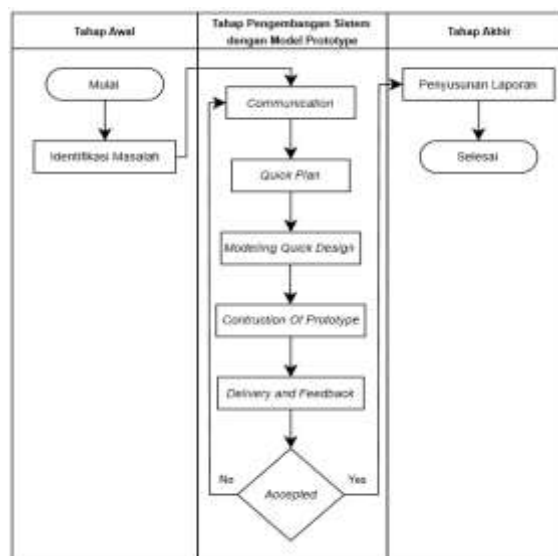 Tahap Awal
Tahap Pengembangan Sistem
dengan Model Prototype
Tahap Akhir
Mulai
Identifikasi Masalah
Communication
Quick Plan
Modeling Quick Design
Contruction Of Prototype
Delivery and Feedback
No
Accepted
Yes
Penyusunan Laporan
Selesai